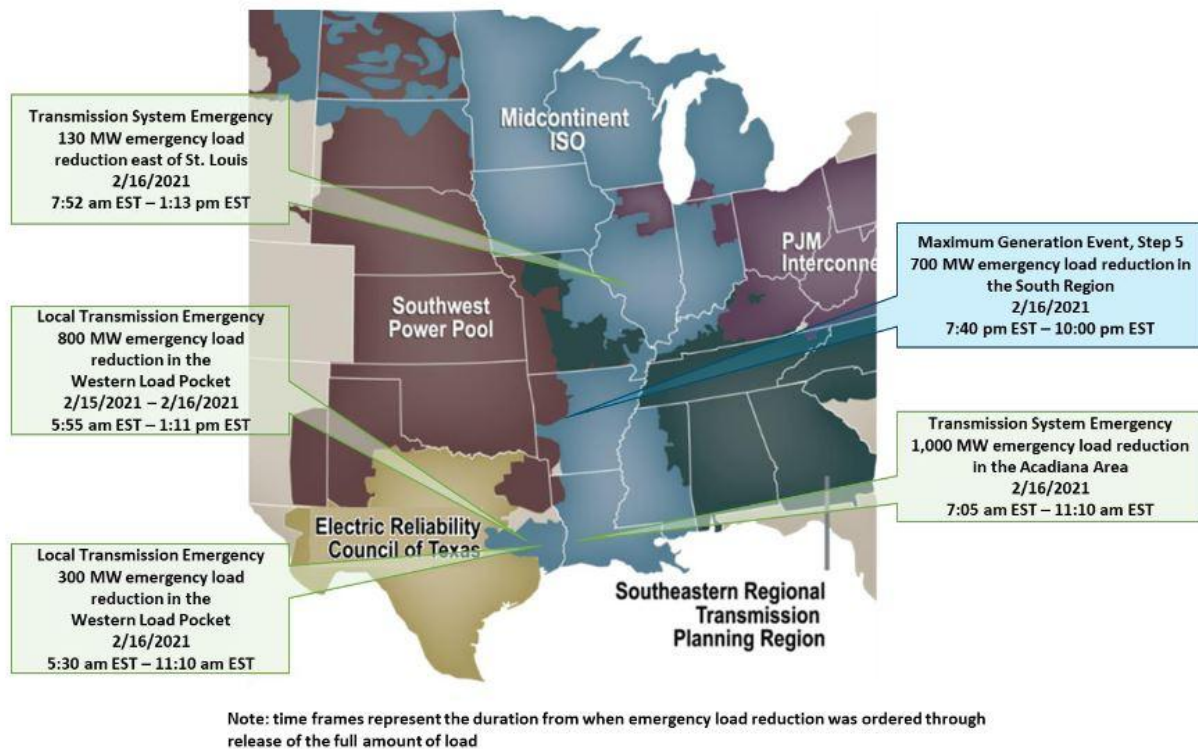 Transmission System Emergency
130 MW emergency load
reduction east of St. Louis
2/16/2021
7:52 am EST – 1:13 pm EST
Local Transmission Emergency
800 MW emergency load
reduction in the
Western Load Pocket
2/15/2021 – 2/16/2021
5:55 am EST – 1:11 pm EST
Local Transmission Emergency
300 MW emergency load
reduction in the
Western Load Pocket
2/16/2021
5:30 am EST – 11:10 am EST
Midcontinent
ISO
Southwest
Power Pool
PJM
Interconne
Electric Reliability
Council of Texas
Southeastern Regional
Transmission
Planning Region
Maximum Generation Event, Step 5
700 MW emergency load reduction in
the South Region
2/16/2021
7:40 pm EST – 10:00 pm EST
Transmission System Emergency
1,000 MW emergency load reduction
in the Acadiana Area
2/16/2021
7:05 am EST – 11:10 am EST
Note: time frames represent the duration from when emergency load reduction was ordered through
release of the full amount of load